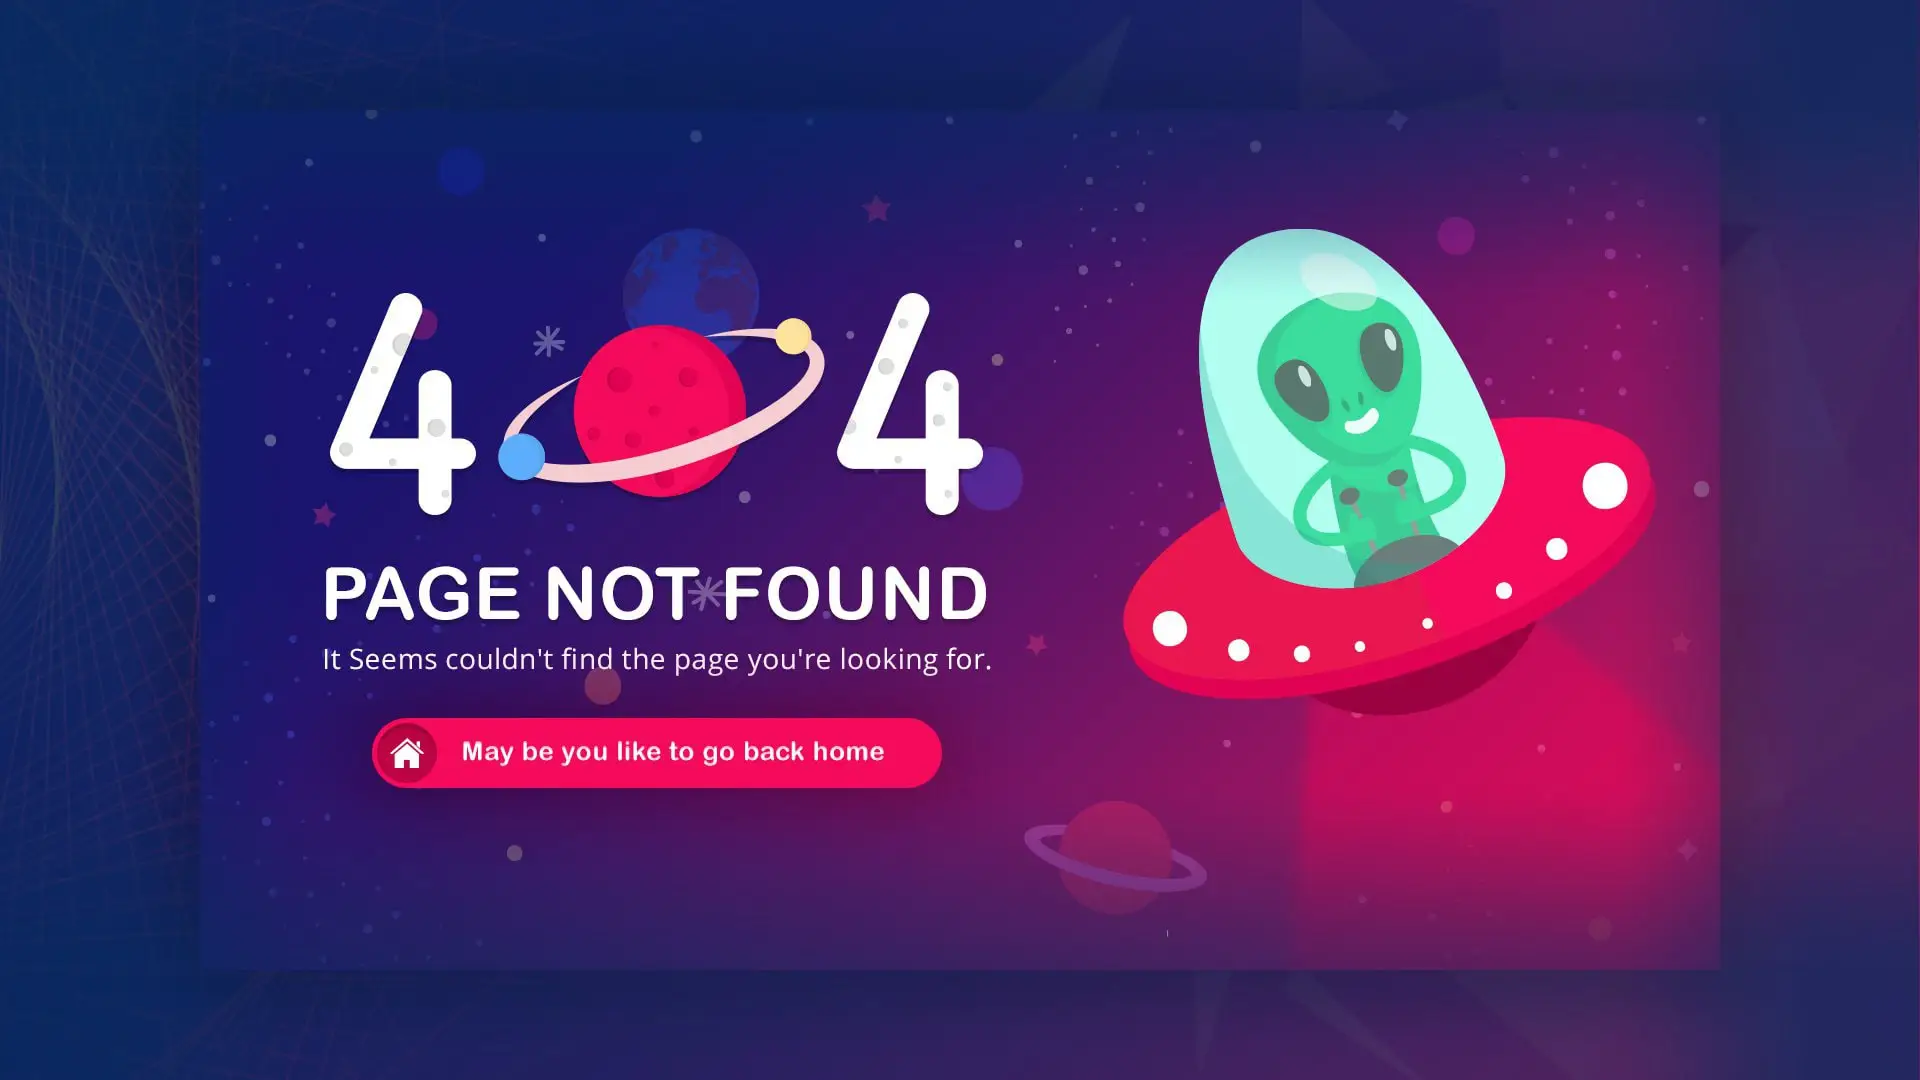 404
PAGE NOT FOUND
It Seems couldn't find the page you're looking for.
May be you like to go back home